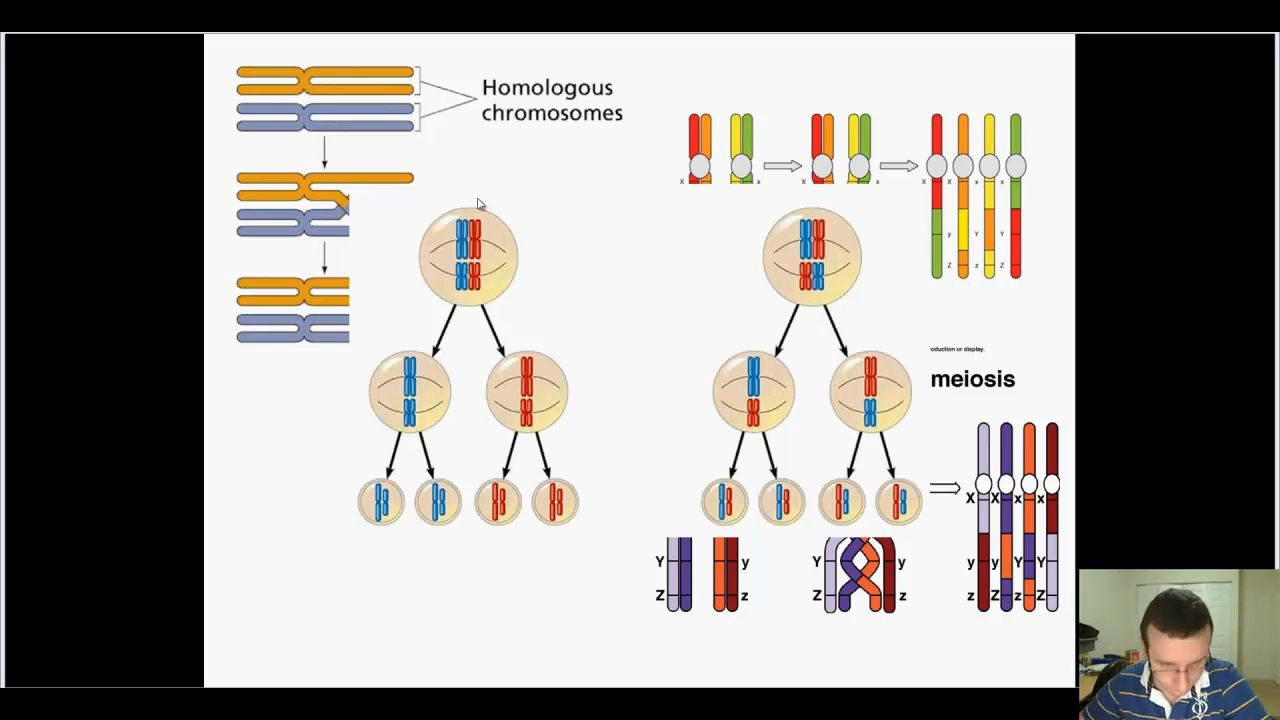 Homologous
chromosomes
X x X x X X x x
y Y Y
Z z Z
oduction or display.
meiosis
X X x x
Y y Y y y Y Y
Z z Z z z Z z Z